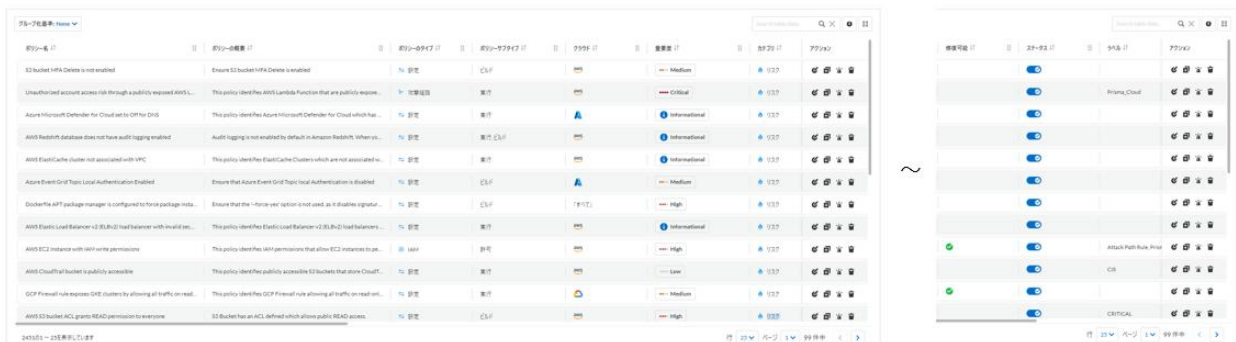 グループ化基準: None
ポリシー名 ポリシーの概要 ポリシーのタイプ ポリシーサブタイプ クラウド 重要度 カテゴリ アクション
S3 bucket MFA Delete is not enabled Ensure S3 bucket MFA Delete is enabled 設定 ビルド Medium リスク
Unauthorized account access risk through a publicly exposed AWS L... This policy identifies AWS Lambda Function that are publicly expose... 攻撃経路 実行 Critical リスク
Azure Microsoft Defender for Cloud set to Off for DNS This policy identifies Azure Microsoft Defender for Cloud which has ... 設定 実行 Informational リスク
AWS Redshift database does not have audit logging enabled Audit logging is not enabled by default in Amazon Redshift. When yo... 設定 実行, ビルド Informational リスク
AWS ElastiCache cluster not associated with VPC This policy identifies ElastiCache Clusters which are not associated w... 設定 実行 Informational リスク
Azure Event Grid Topic Local Authentication Enabled Ensure that Azure Event Grid Topic local Authentication is disabled 設定 ビルド Medium リスク
Dockerfile APT package manager is configured to force package insta... Ensure that the '--force-yes' option is not used, as it disables signatur... 設定 ビルド 「すべて」 High リスク
AWS Elastic Load Balancer v2 (ELBv2) load balancer with invalid sec... This policy identifies Elastic Load Balancer v2 (ELBv2) load balancers ... 設定 実行 Informational リスク
AWS EC2 instance with IAM write permissions This policy identifies IAM permissions that allow EC2 instances to pe... IAM 許可 High リスク
AWS CloudTrail bucket is publicly accessible This policy identifies publicly accessible S3 buckets that store CloudT... 設定 実行 Low リスク
GCP Firewall rule exposes GKE clusters by allowing all traffic on read... This policy identifies GCP Firewall rule allowing all traffic on read-onl... 設定 実行 Medium リスク
AWS S3 bucket ACL grants READ permission to everyone S3 Bucket has an ACL defined which allows public READ access. 設定 ビルド High リスク
行 25 ページ 1 99 件中
～
修復可能 ステータス ラベル アクション
Prisma_Cloud
Attack Path Rule, Pris
CIS
CRITICAL
行 25 ページ 1 99 件中